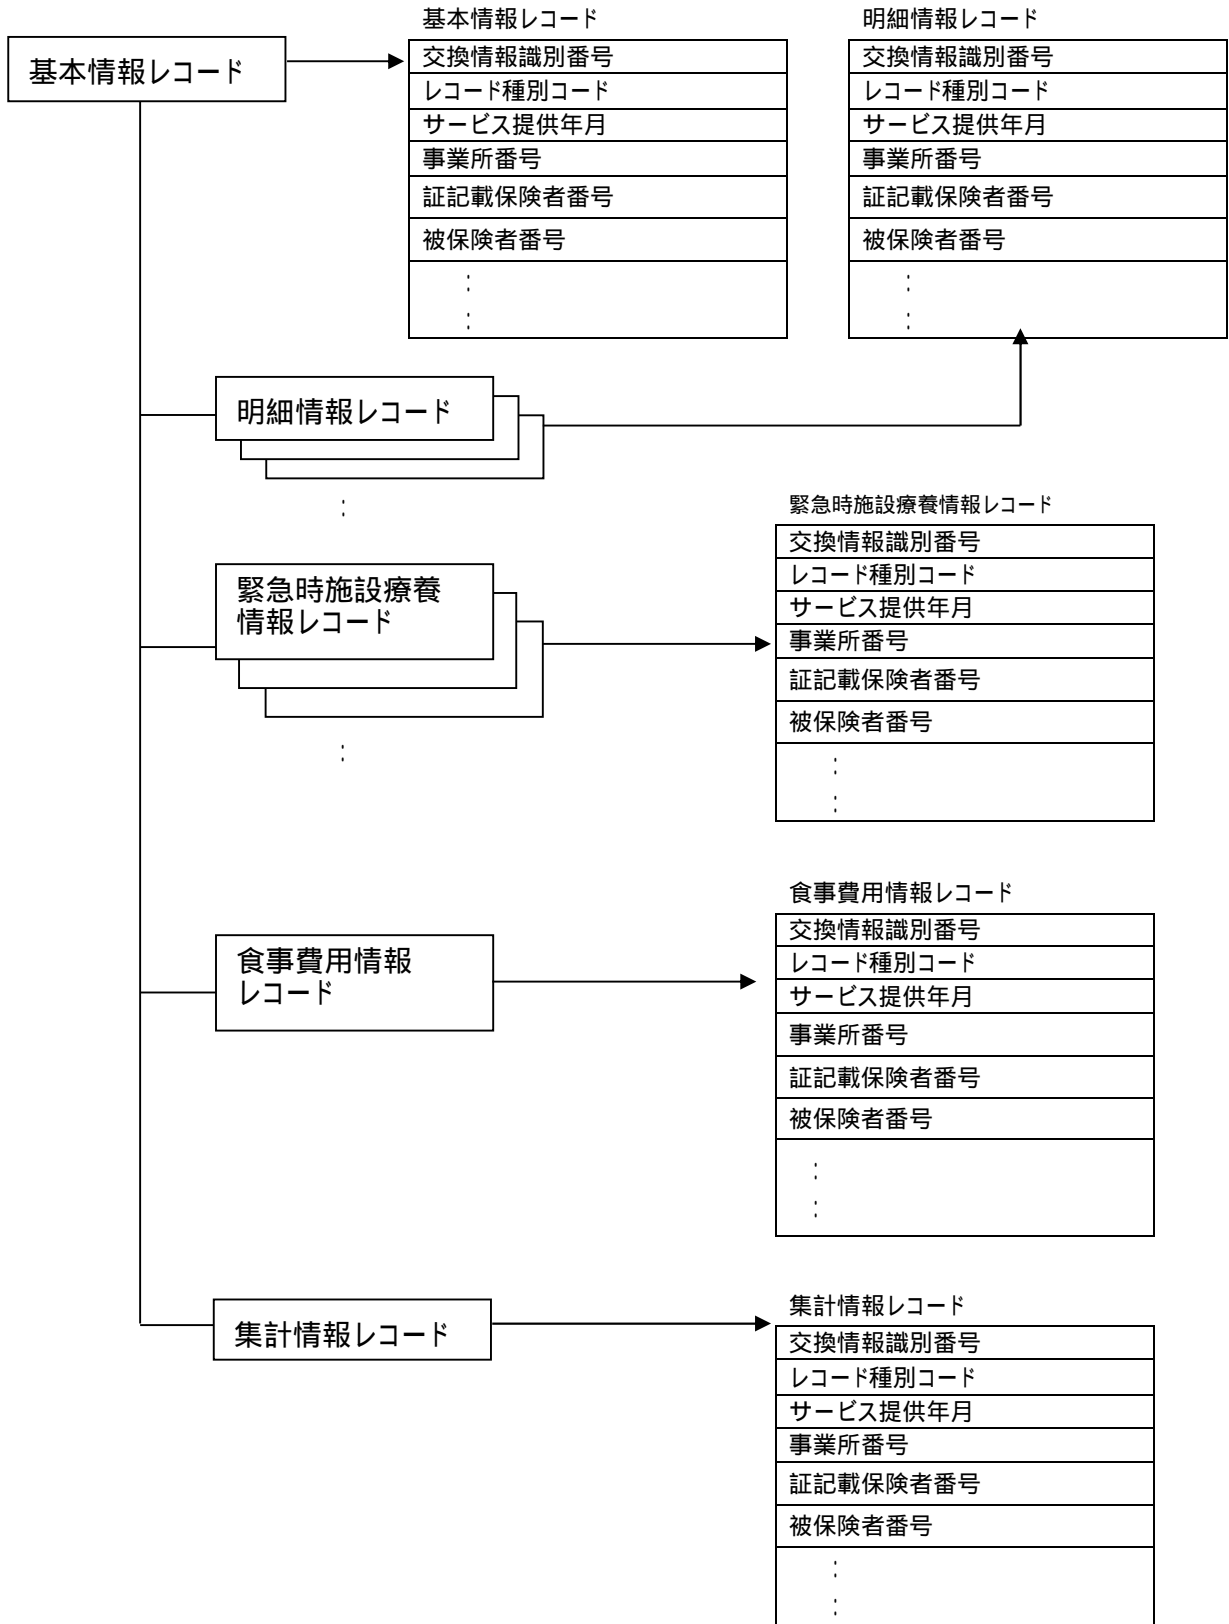 基本情報レコード
基本情報レコード
交換情報識別番号
レコード種別コード
サービス提供年月
事業所番号
証記載保険者番号
被保険者番号
:
:
明細情報レコード
交換情報識別番号
レコード種別コード
サービス提供年月
事業所番号
証記載保険者番号
被保険者番号
:
:
明細情報レコード
:
緊急時施設療養
情報レコード
:
緊急時施設療養情報レコード
交換情報識別番号
レコード種別コード
サービス提供年月
事業所番号
証記載保険者番号
被保険者番号
:
:
食事費用情報
レコード
食事費用情報レコード
交換情報識別番号
レコード種別コード
サービス提供年月
事業所番号
証記載保険者番号
被保険者番号
:
:
集計情報レコード
集計情報レコード
交換情報識別番号
レコード種別コード
サービス提供年月
事業所番号
証記載保険者番号
被保険者番号
:
: